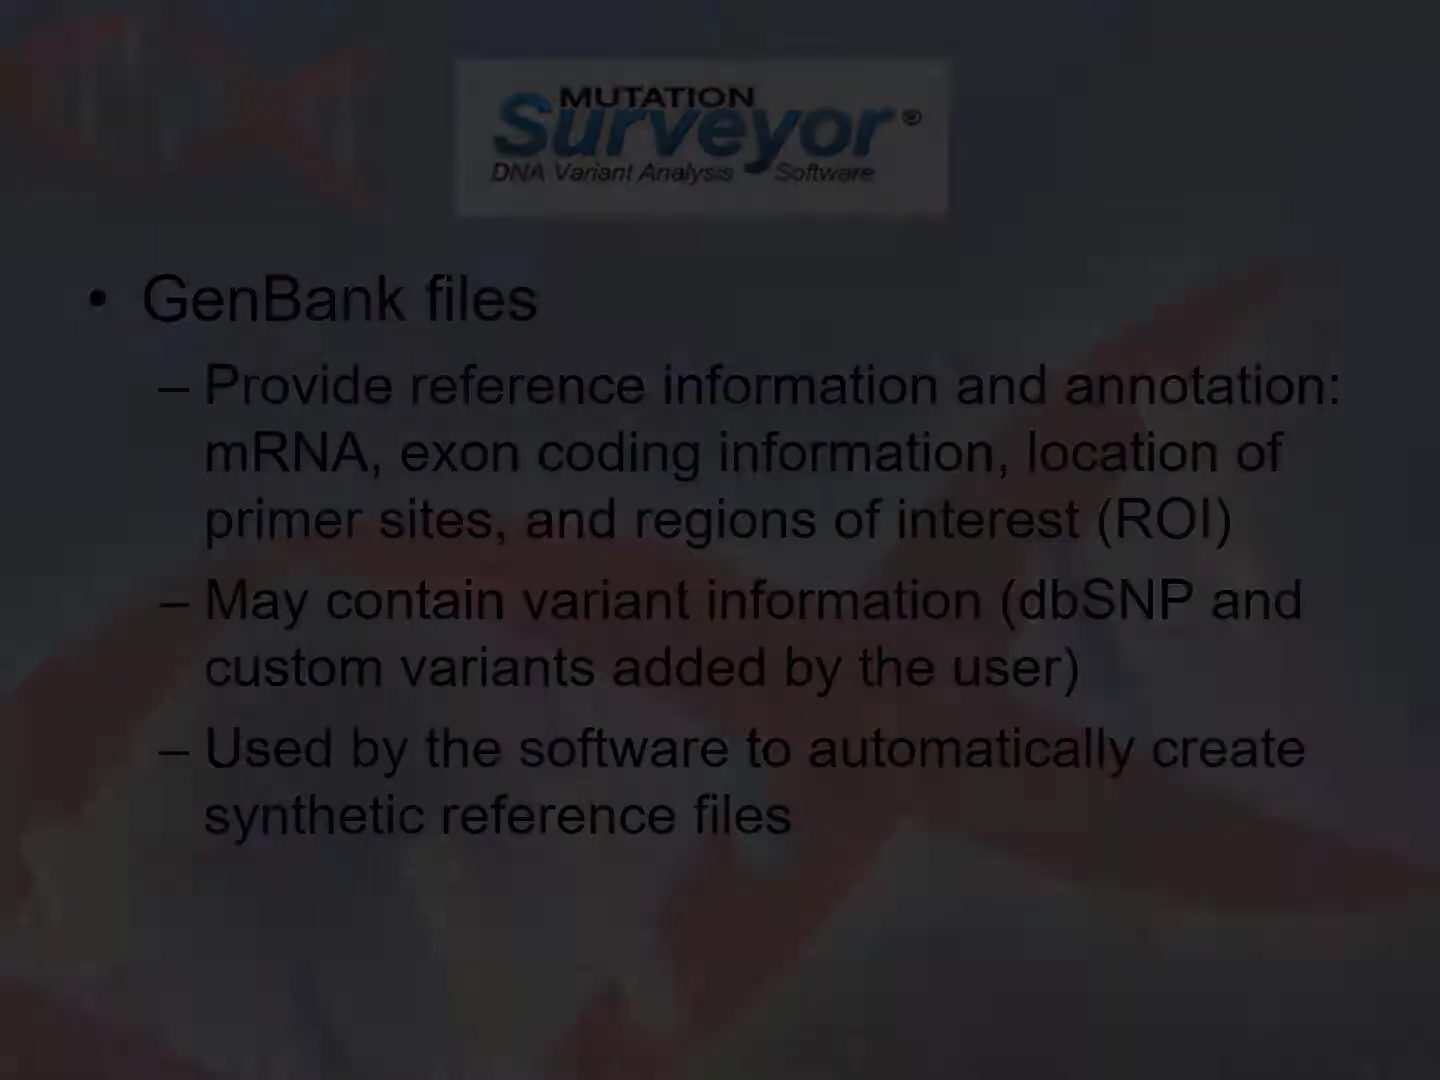 MUTATION
Surveyor®
DNA Variant Analysis Software
• GenBank files
– Provide reference information and annotation:
mRNA, exon coding information, location of
primer sites, and regions of interest (ROI)
– May contain variant information (dbSNP and
custom variants added by the user)
– Used by the software to automatically create
synthetic reference files